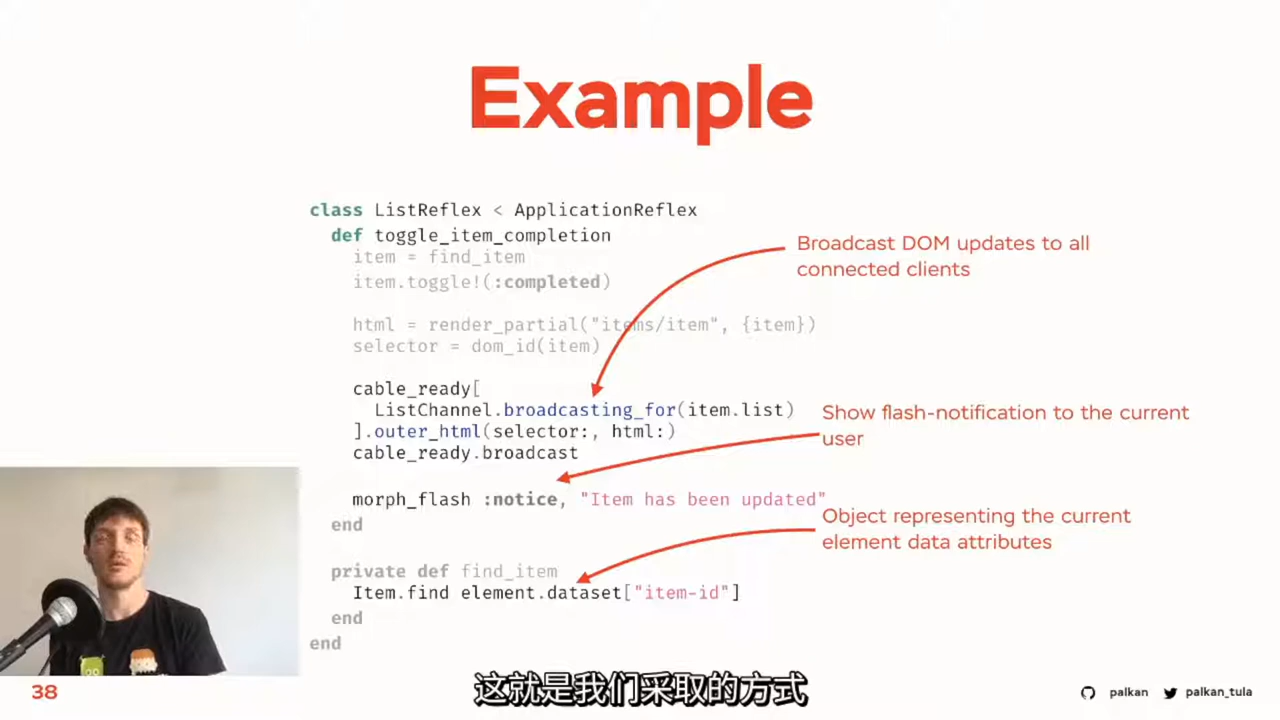 Example
class ListReflex < ApplicationReflex
def toggle_item_completion
item = find_item
item.toggle!(:completed)
html = render_partial("items/item", {item})
selector = dom_id(item)
cable_ready[
ListChannel.broadcasting_for(item.list)
].outer_html(selector:, html:)
cable_ready.broadcast
morph_flash :notice, "Item has been updated"
end
private def find_item
Item.find element.dataset["item-id"]
end
end
Broadcast DOM updates to all
connected clients
Show flash-notification to the current
user
Object representing the current
element data attributes
这就是我们采取的方式
38
palkan
palkan_tula